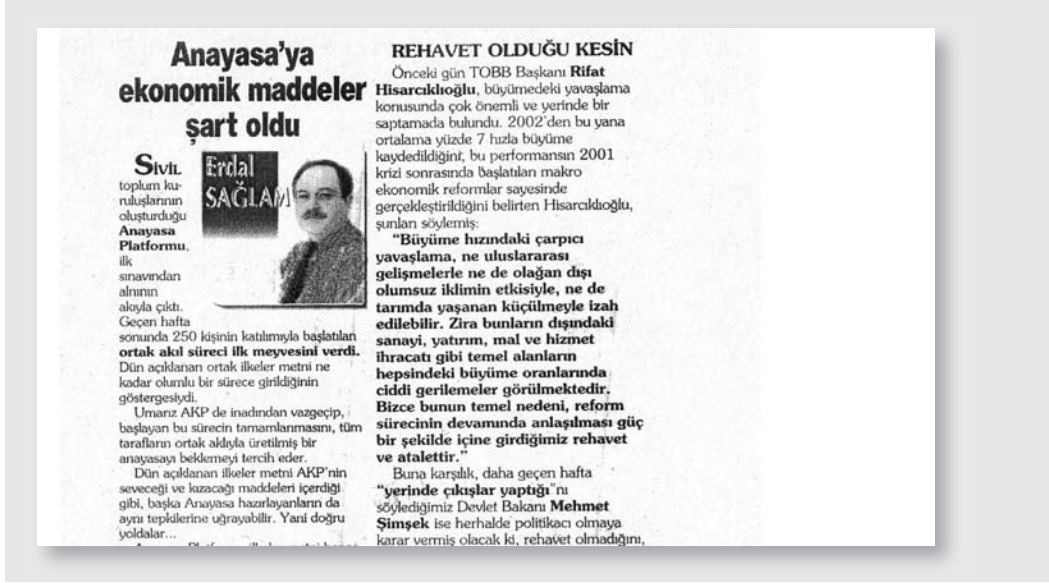 Anayasa'ya
ekonomik maddeler
şart oldu
Erdal
SAĞLAM
SİVİL
toplum ku-
ruluşlarının
oluşturduğu
Anayasa
Platformu,
ilk
sınavından
alnının
akıyla çıktı.
Geçen hafta
sonunda 250 kişinin katılımıyla başlatılan
ortak akıl süreci ilk meyvesini verdi.
Dün açıklanan ortak ilkeler metni ne
kadar olumlu bir sürece girildiğinin
göstergesiydi.
Umarız AKP de inadından vazgeçip,
başlayan bu sürecin tamamlanmasını, tüm
tarafların ortak aklıyla üretilmiş bir
anayasayı beklemeyi tercih eder.
Dün açıklanan ilkeler metni AKP'nin
seveceği ve kızacağı maddeleri içerdiği
gibi, başka Anayasa hazırlayanların da
aynı tepkilerine uğrayabilir. Yani doğru
yoldalar...
REHAVET OLDUĞU KESİN
Önceki gün TOBB Başkanı Rifat
Hisarcıklıoğlu, büyümedeki yavaşlama
konusunda çok önemli ve yerinde bir
saptamada bulundu. 2002'den bu yana
ortalama yüzde 7 hızla büyüme
kaydedildiğini, bu performansın 2001
krizi sonrasında başlatılan makro
ekonomik reformlar sayesinde
gerçekleştirildiğini belirten Hisarcıklıoğlu,
şunları söylemiş:
"Büyüme hızındaki çarpıcı
yavaşlama, ne uluslararası
gelişmelerle ne de olağan dışı
olumsuz iklimin etkisiyle, ne de
tarımda yaşanan küçülmeyle izah
edilebilir. Zira bunların dışındaki
sanayi, yatırım, mal ve hizmet
ihracatı gibi temel alanların
hepsindeki büyüme oranlarında
ciddi gerilemeler görülmektedir.
Bizce bunun temel nedeni, reform
sürecinin devamında anlaşılması güç
bir şekilde içine girdiğimiz rehavet
ve atalettir."
Buna karşılık, daha geçen hafta
"yerinde çıkışlar yaptığı"nı
söylediğimiz Devlet Bakanı Mehmet
Şimşek ise herhalde politikacı olmaya
karar vermiş olacak ki, rehavet olmadığını,